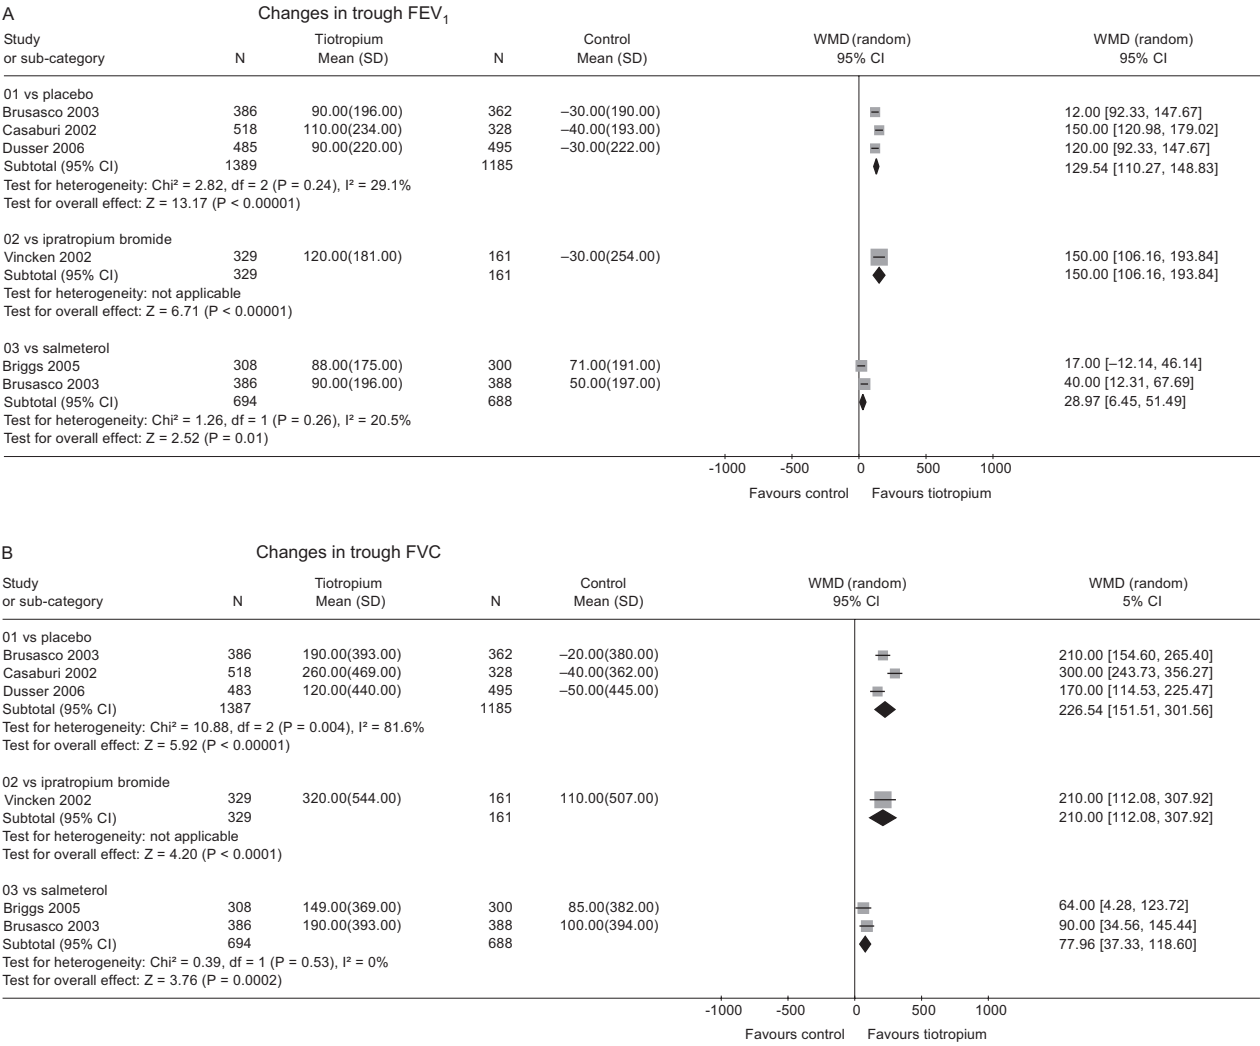 A Changes in trough FEV₁
Study Tiotropium Control WMD (random) WMD (random)
or sub-category N Mean (SD) N Mean (SD) 95% CI 95% CI
01 vs placebo
Brusasco 2003 386 90.00(196.00) 362 –30.00(190.00) 12.00 [92.33, 147.67]
Casaburi 2002 518 110.00(234.00) 328 –40.00(193.00) 150.00 [120.98, 179.02]
Dusser 2006 485 90.00(220.00) 495 –30.00(222.00) 120.00 [92.33, 147.67]
Subtotal (95% CI) 1389 1185 129.54 [110.27, 148.83]
Test for heterogeneity: Chi² = 2.82, df = 2 (P = 0.24), I² = 29.1%
Test for overall effect: Z = 13.17 (P < 0.00001)
02 vs ipratropium bromide
Vincken 2002 329 120.00(181.00) 161 –30.00(254.00) 150.00 [106.16, 193.84]
Subtotal (95% CI) 329 161 150.00 [106.16, 193.84]
Test for heterogeneity: not applicable
Test for overall effect: Z = 6.71 (P < 0.00001)
03 vs salmeterol
Briggs 2005 308 88.00(175.00) 300 71.00(191.00) 17.00 [–12.14, 46.14]
Brusasco 2003 386 90.00(196.00) 388 50.00(197.00) 40.00 [12.31, 67.69]
Subtotal (95% CI) 694 688 28.97 [6.45, 51.49]
Test for heterogeneity: Chi² = 1.26, df = 1 (P = 0.26), I² = 20.5%
Test for overall effect: Z = 2.52 (P = 0.01)
-1000 -500 0 500 1000
Favours control Favours tiotropium
B Changes in trough FVC
Study Tiotropium Control WMD (random) WMD (random)
or sub-category N Mean (SD) N Mean (SD) 95% CI 5% CI
01 vs placebo
Brusasco 2003 386 190.00(393.00) 362 –20.00(380.00) 210.00 [154.60, 265.40]
Casaburi 2002 518 260.00(469.00) 328 –40.00(362.00) 300.00 [243.73, 356.27]
Dusser 2006 483 120.00(440.00) 495 –50.00(445.00) 170.00 [114.53, 225.47]
Subtotal (95% CI) 1387 1185 226.54 [151.51, 301.56]
Test for heterogeneity: Chi² = 10.88, df = 2 (P = 0.004), I² = 81.6%
Test for overall effect: Z = 5.92 (P < 0.00001)
02 vs ipratropium bromide
Vincken 2002 329 320.00(544.00) 161 110.00(507.00) 210.00 [112.08, 307.92]
Subtotal (95% CI) 329 161 210.00 [112.08, 307.92]
Test for heterogeneity: not applicable
Test for overall effect: Z = 4.20 (P < 0.0001)
03 vs salmeterol
Briggs 2005 308 149.00(369.00) 300 85.00(382.00) 64.00 [4.28, 123.72]
Brusasco 2003 386 190.00(393.00) 388 100.00(394.00) 90.00 [34.56, 145.44]
Subtotal (95% CI) 694 688 77.96 [37.33, 118.60]
Test for heterogeneity: Chi² = 0.39, df = 1 (P = 0.53), I² = 0%
Test for overall effect: Z = 3.76 (P = 0.0002)
-1000 -500 0 500 1000
Favours control Favours tiotropium